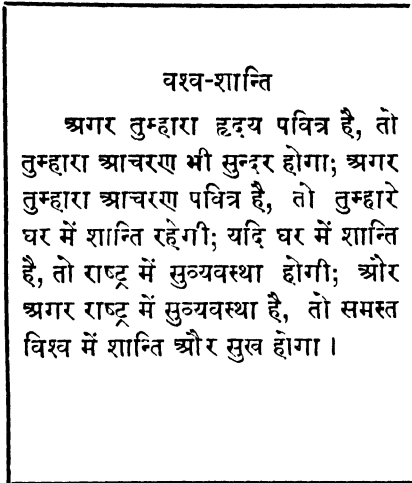 वश्व-शान्ति
अगर तुम्हारा हृदय पवित्र है, तो
तुम्हारा आचरण भी सुन्दर होगा; अगर
तुम्हारा आचरण पवित्र है, तो तुम्हारे
घर में शान्ति रहेगी; यदि घर में शान्ति
है, तो राष्ट्र में सुव्यवस्था होगी; और
अगर राष्ट्र में सुव्यवस्था है, तो समस्त
विश्व में शान्ति और सुख होगा।